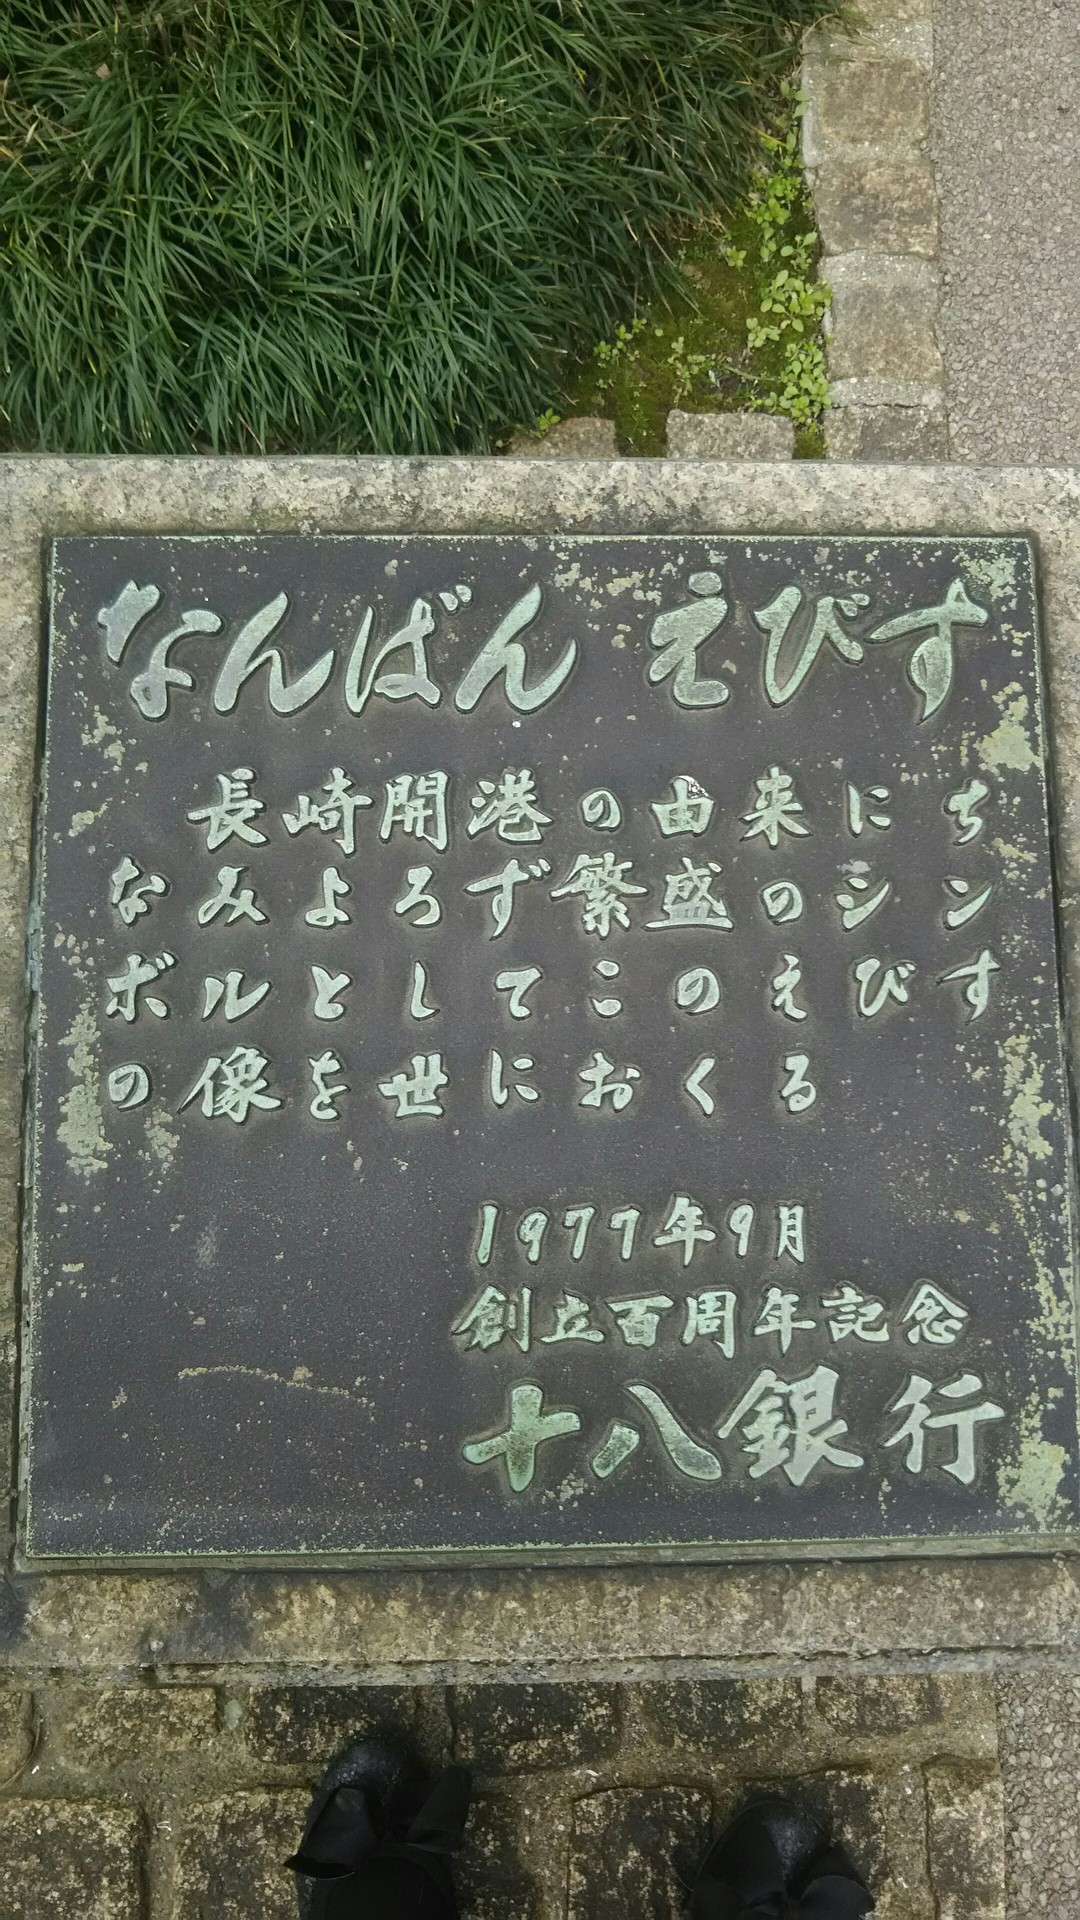 なんばん えびす
長崎開港の由来にち
なみよろず繁盛のシン
ボルとしてこのえびす
の像を世におくる
1977年9月
創立百周年記念
十八銀行